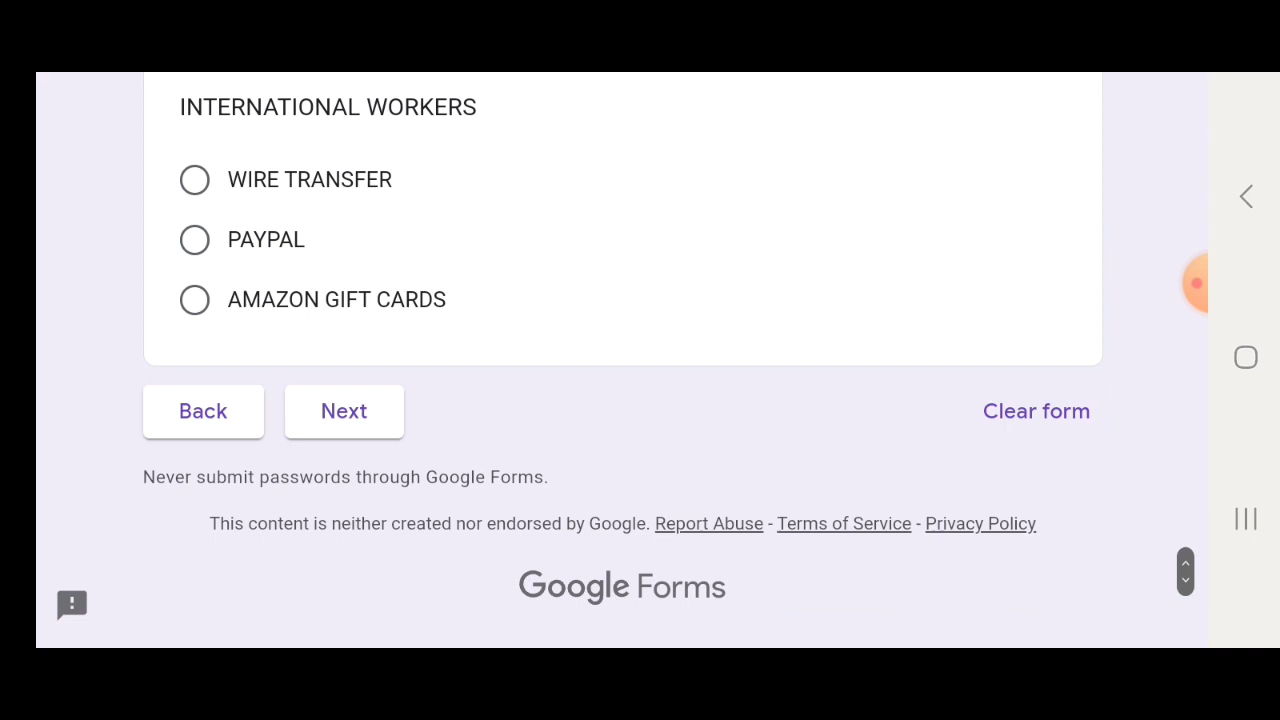 INTERNATIONAL WORKERS
WIRE TRANSFER
PAYPAL
AMAZON GIFT CARDS
Back Next Clear form
Never submit passwords through Google Forms.
This content is neither created nor endorsed by Google. Report Abuse - Terms of Service - Privacy Policy
Google Forms